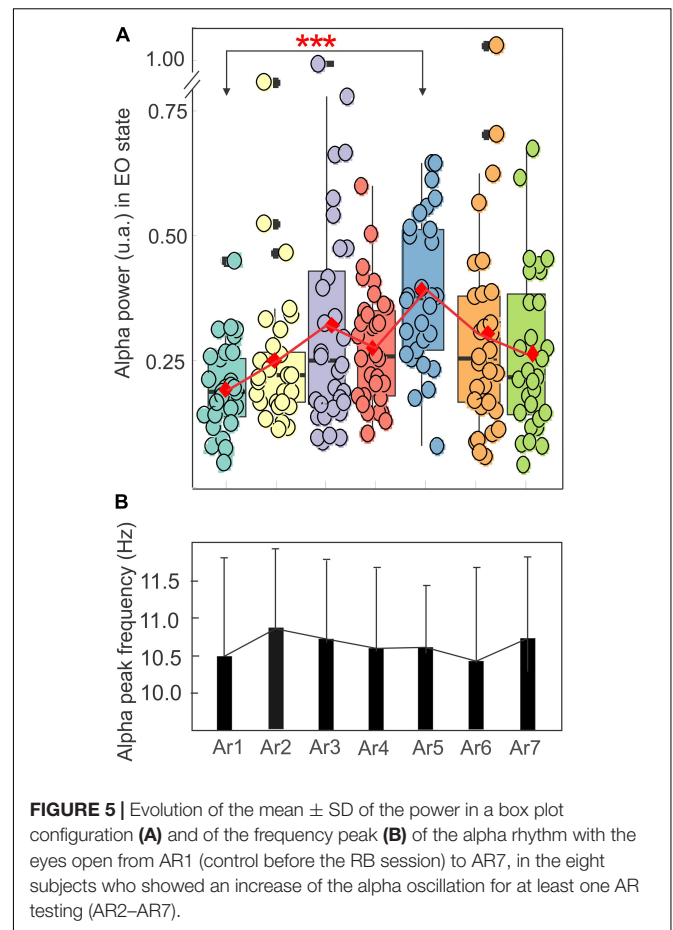 A
***
1.00
0.75
0.50
0.25
Alpha power (u.a.) in EO state
B
Alpha peak frequency (Hz)
11.5
11.0
10.5
10.0
Ar1 Ar2 Ar3 Ar4 Ar5 Ar6 Ar7
FIGURE 5 | Evolution of the mean ± SD of the power in a box plot
configuration (A) and of the frequency peak (B) of the alpha rhythm with the
eyes open from AR1 (control before the RB session) to AR7, in the eight
subjects who showed an increase of the alpha oscillation for at least one AR
testing (AR2–AR7).